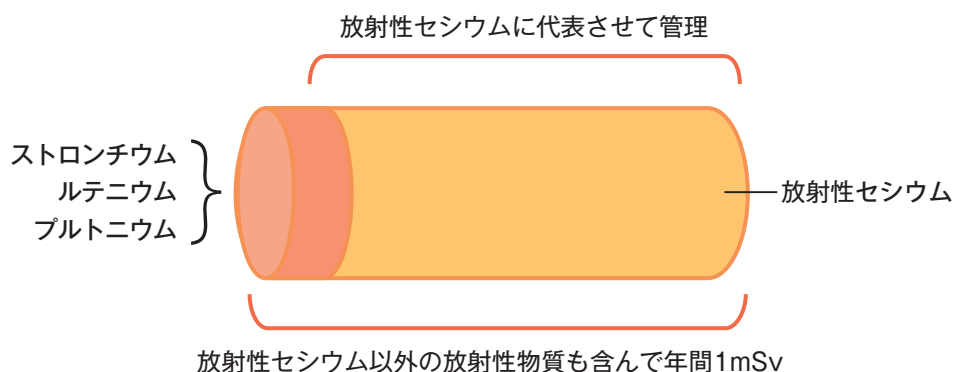 放射性セシウムに代表させて管理
ストロンチウム
ルテニウム
プルトニウム
放射性セシウム
放射性セシウム以外の放射性物質も含んで年間1mSv